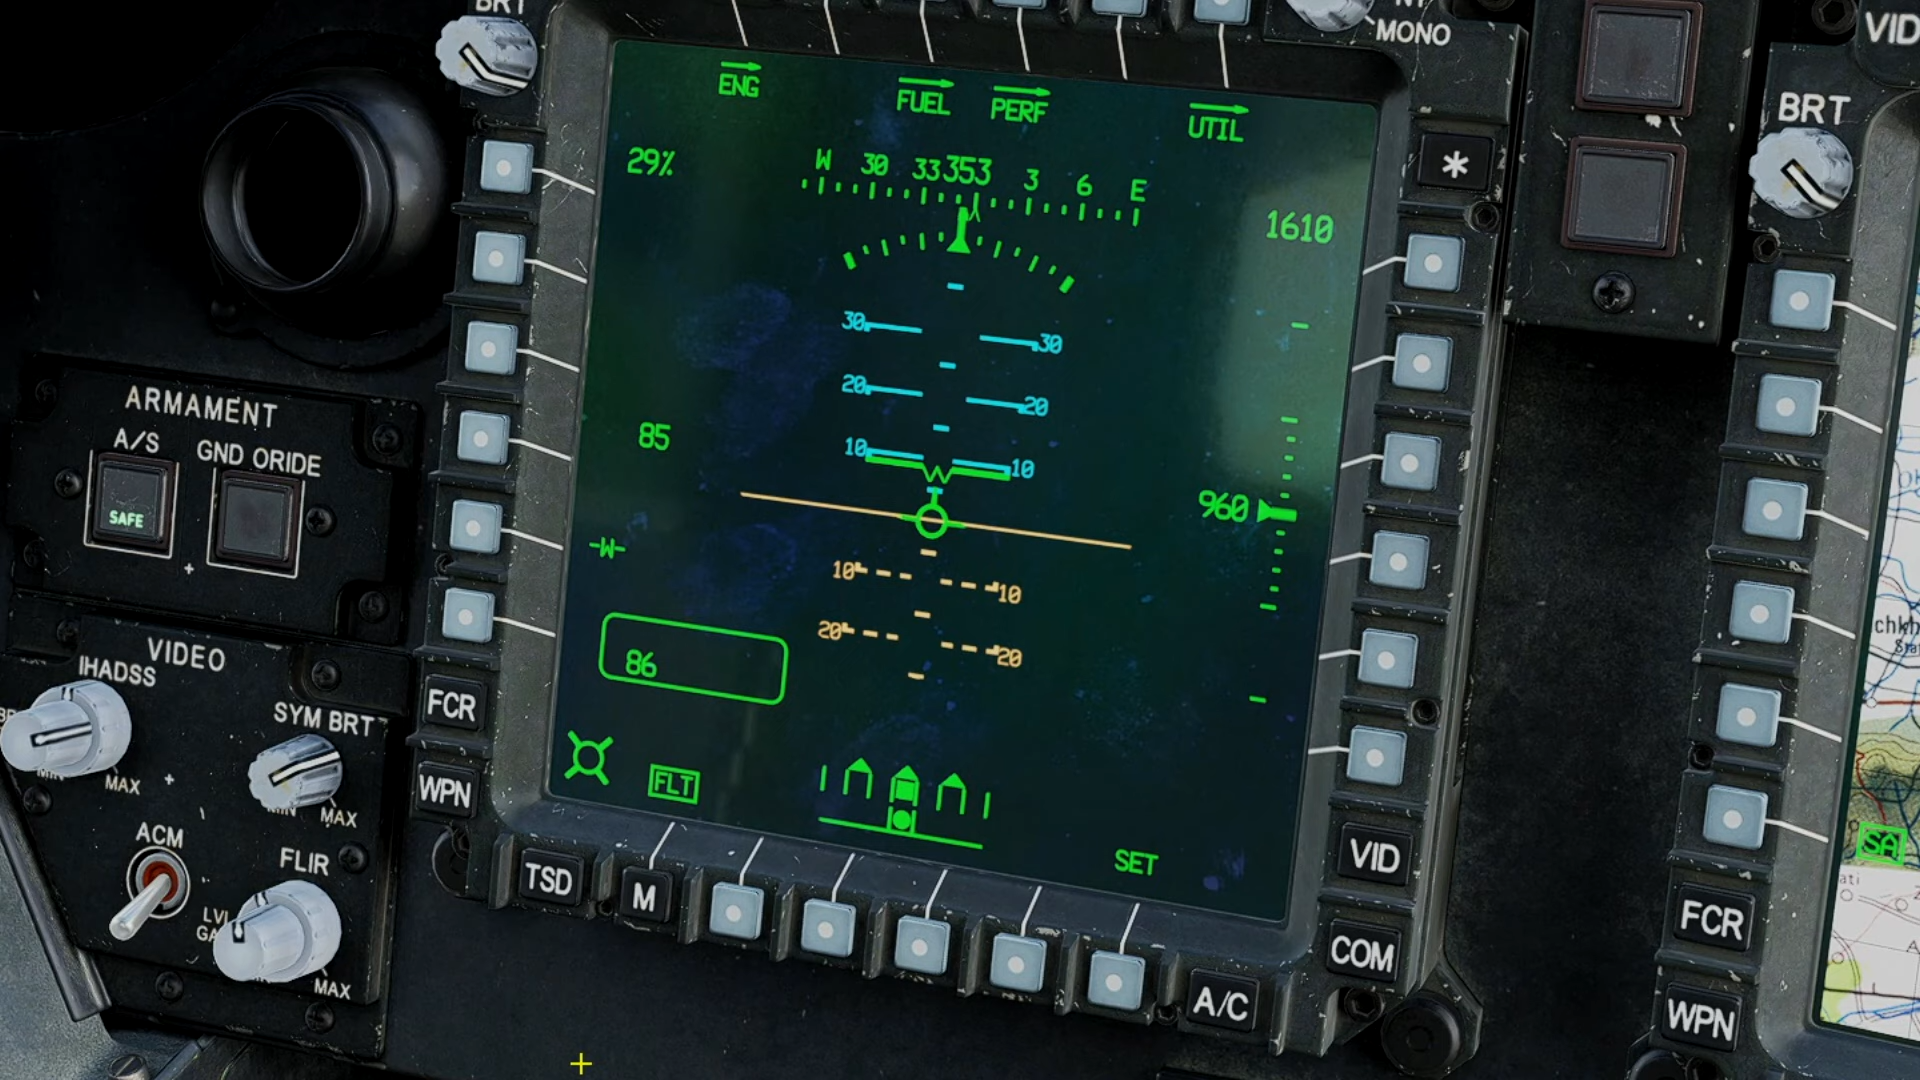 BRT
MONO
VID
BRT
ENG
FUEL
PERF
UTIL
29%
W 30 33 353 3 6 E
1610
30 30
20 20
10 10
85
960
-W-
10 10
20 20
86
FLT
SET
ARMAMENT
A/S
GND ORIDE
SAFE
VIDEO
IHADSS
SYM BRT
MAX
MAX
ACM
FLIR
LVL
MAX
FCR
WPN
TSD
M
*
VID
COM
A/C
SA
FCR
WPN